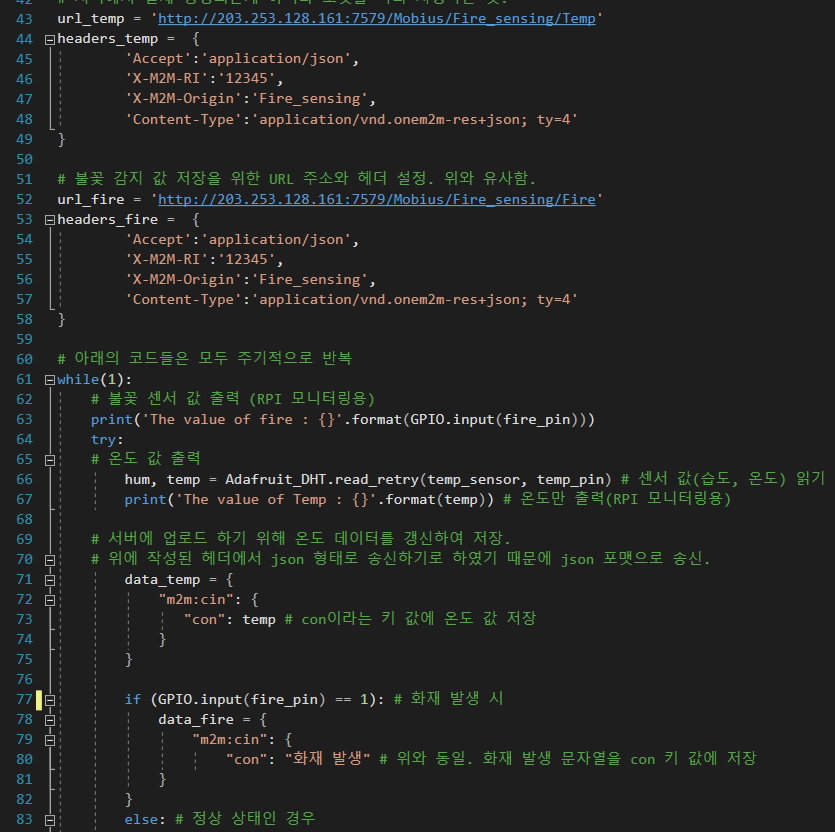 43 url_temp = 'http://203.253.128.161:7579/Mobius/Fire_sensing/Temp'
44 headers_temp =  {
45         'Accept':'application/json',
46         'X-M2M-RI':'12345',
47         'X-M2M-Origin':'Fire_sensing',
48         'Content-Type':'application/vnd.onem2m-res+json; ty=4'
49 }
50
51 # 불꽃 감지 값 저장을 위한 URL 주소와 헤더 설정. 위와 유사함.
52 url_fire = 'http://203.253.128.161:7579/Mobius/Fire_sensing/Fire'
53 headers_fire =  {
54         'Accept':'application/json',
55         'X-M2M-RI':'12345',
56         'X-M2M-Origin':'Fire_sensing',
57         'Content-Type':'application/vnd.onem2m-res+json; ty=4'
58 }
59
60 # 아래의 코드들은 모두 주기적으로 반복
61 while(1):
62     # 불꽃 센서 값 출력 (RPI 모니터링용)
63     print('The value of fire : {}'.format(GPIO.input(fire_pin)))
64     try:
65     # 온도 값 출력
66         hum, temp = Adafruit_DHT.read_retry(temp_sensor, temp_pin) # 센서 값(습도, 온도) 읽기
67         print('The value of Temp : {}'.format(temp)) # 온도만 출력(RPI 모니터링용)
68
69     # 서버에 업로드 하기 위해 온도 데이터를 갱신하여 저장.
70     # 위에 작성된 헤더에서 json 형태로 송신하기로 하였기 때문에 json 포맷으로 송신.
71         data_temp = {
72             "m2m:cin": {
73                "con": temp # con이라는 키 값에 온도 값 저장
74             }
75         }
76
77         if (GPIO.input(fire_pin) == 1): # 화재 발생 시
78             data_fire = {
79                 "m2m:cin": {
80                     "con": "화재 발생" # 위와 동일. 화재 발생 문자열을 con 키 값에 저장
81             }
82         }
83         else: # 정상 상태인 경우